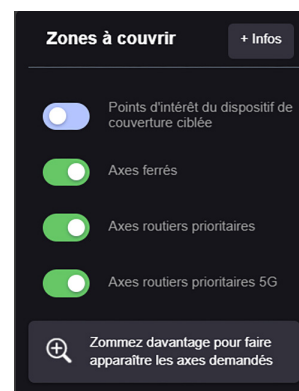 Zones à couvrir
+ Infos
Points d'intérêt du dispositif de
couverture ciblée
Axes ferrés
Axes routiers prioritaires
Axes routiers prioritaires 5G
Zommez davantage pour faire
apparaître les axes demandés